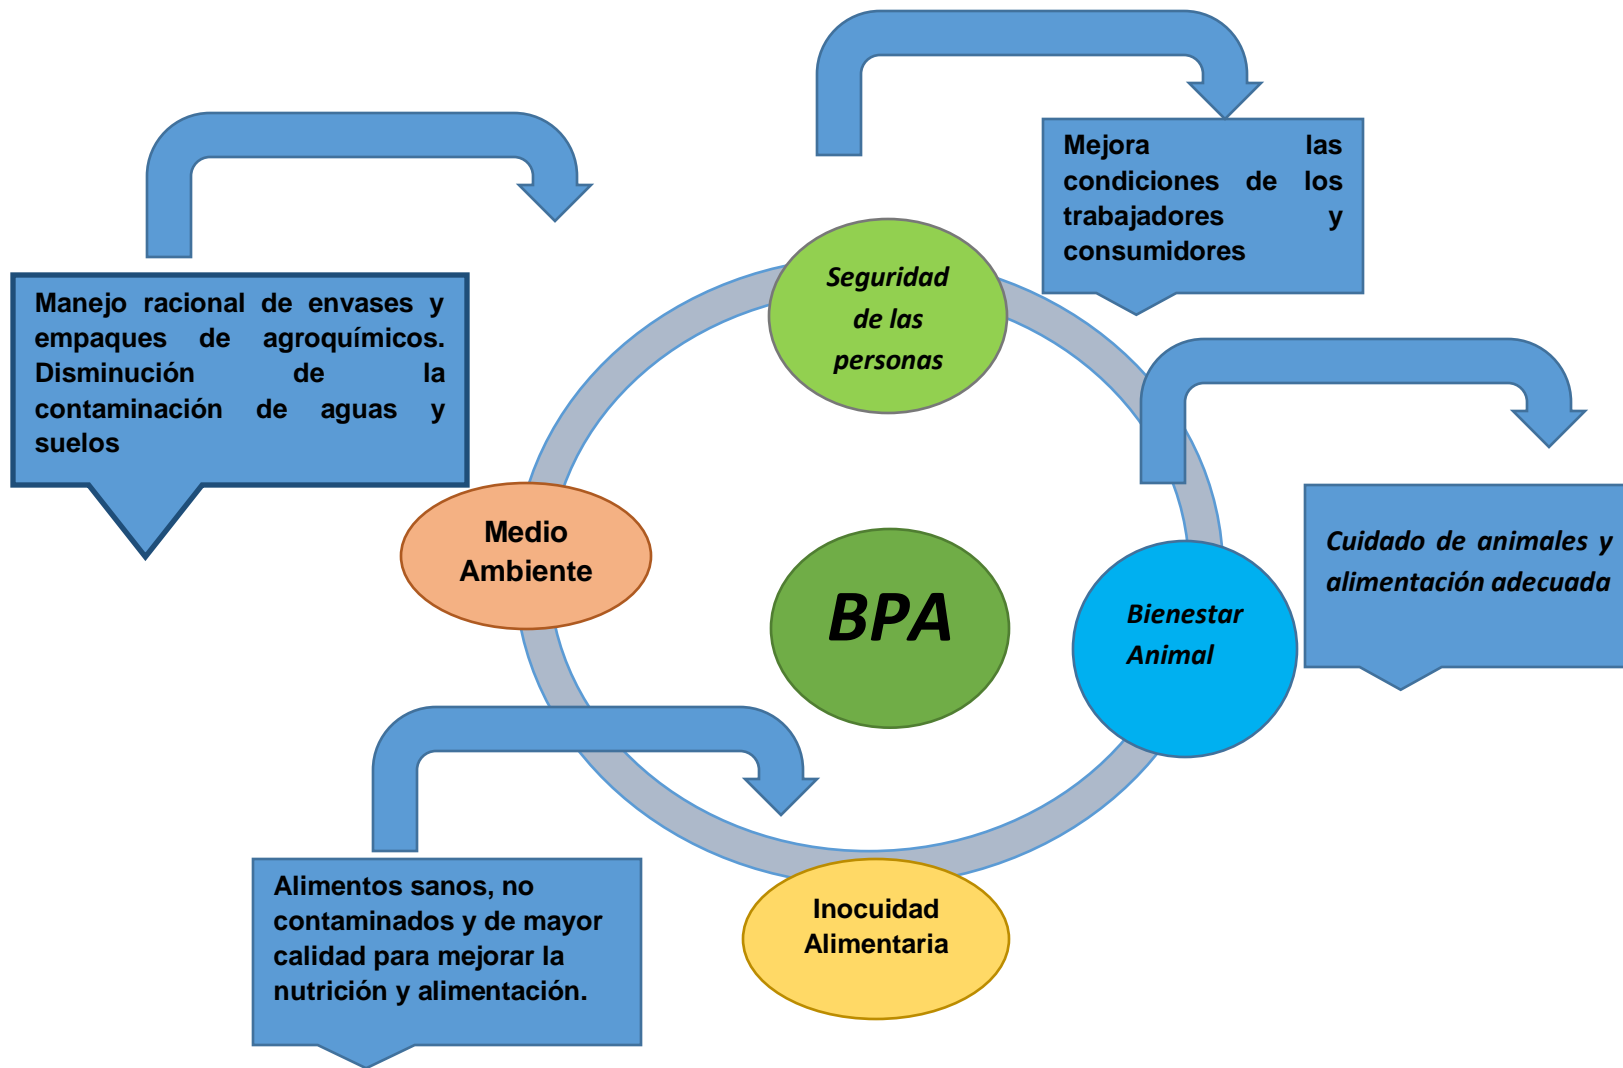 Mejora las
condiciones de los
trabajadores y
consumidores
Seguridad
de las
personas
Manejo racional de envases y
empaques de agroquímicos.
Disminución de la
contaminación de aguas y
suelos
Medio
Ambiente
BPA
Cuidado de animales y
alimentación adecuada
Bienestar
Animal
Alimentos sanos, no
contaminados y de mayor
calidad para mejorar la
nutrición y alimentación.
Inocuidad
Alimentaria